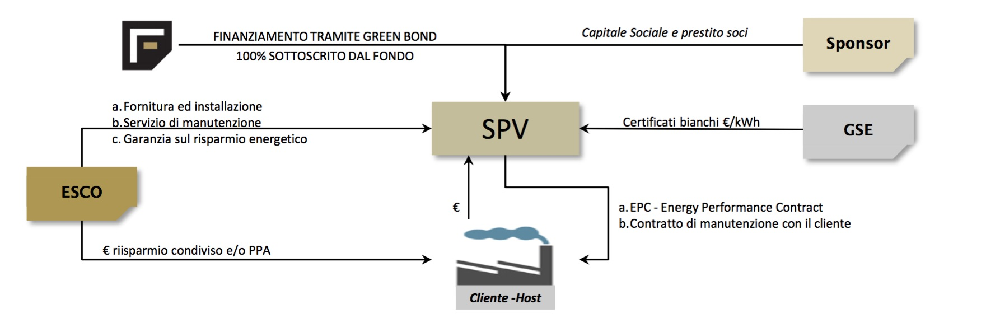 FINANZIAMENTO TRAMITE GREEN BOND
100% SOTTOSCRITO DAL FONDO
Capitale Sociale e prestito soci
Sponsor
a. Fornitura ed installazione
b. Servizio di manutenzione
c. Garanzia sul risparmio energetico
SPV
Certificati bianchi €/kWh
GSE
ESCO
€
a. EPC - Energy Performance Contract
b. Contratto di manutenzione con il cliente
€ riisparmio condiviso e/o PPA
Cliente -Host